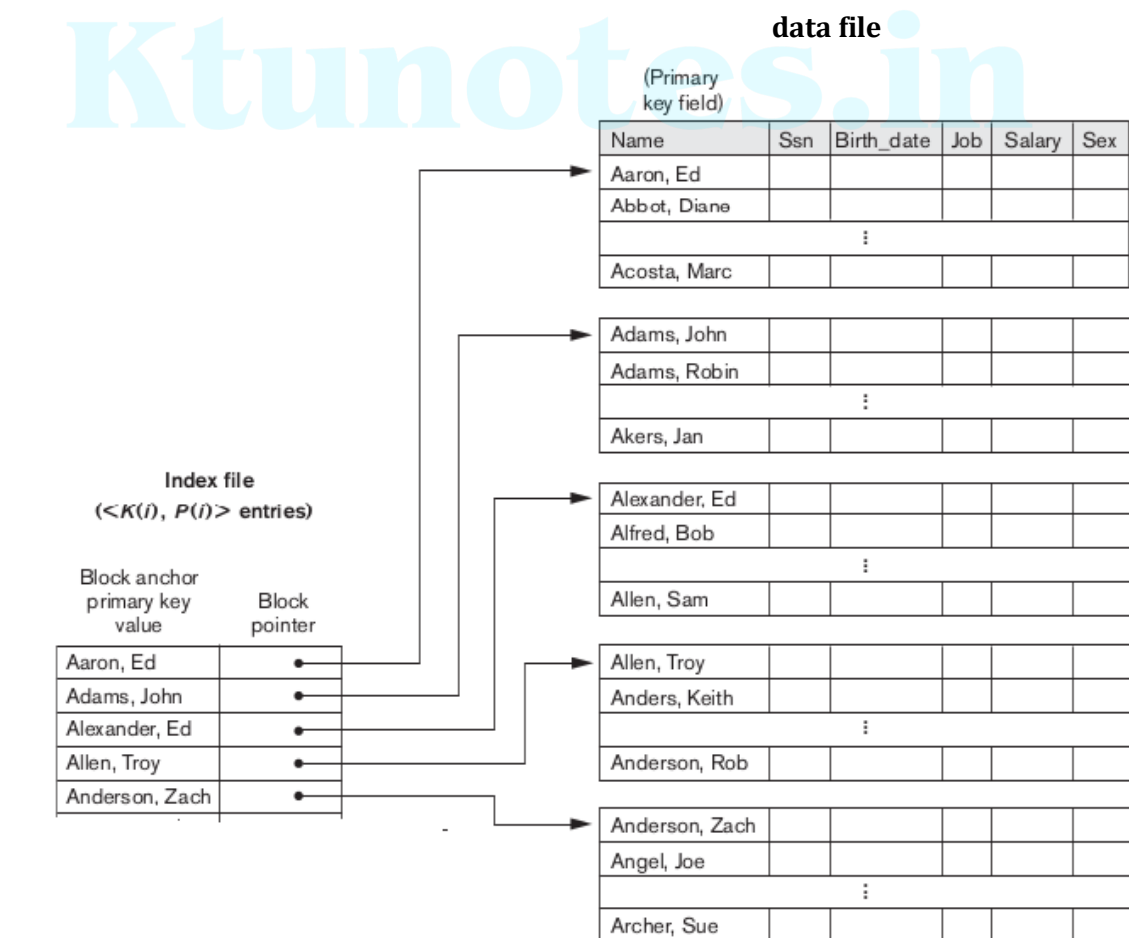 Ktunotes.in
data file
(Primary
key field)
Name Ssn Birth_date Job Salary Sex
Aaron, Ed
Abbot, Diane
Acosta, Marc
Adams, John
Adams, Robin
Akers, Jan
Alexander, Ed
Alfred, Bob
Allen, Sam
Allen, Troy
Anders, Keith
Anderson, Rob
Anderson, Zach
Angel, Joe
Archer, Sue
Index file
(<K(i), P(i)> entries)
Block anchor
primary key
value
Block
pointer
Aaron, Ed
Adams, John
Alexander, Ed
Allen, Troy
Anderson, Zach